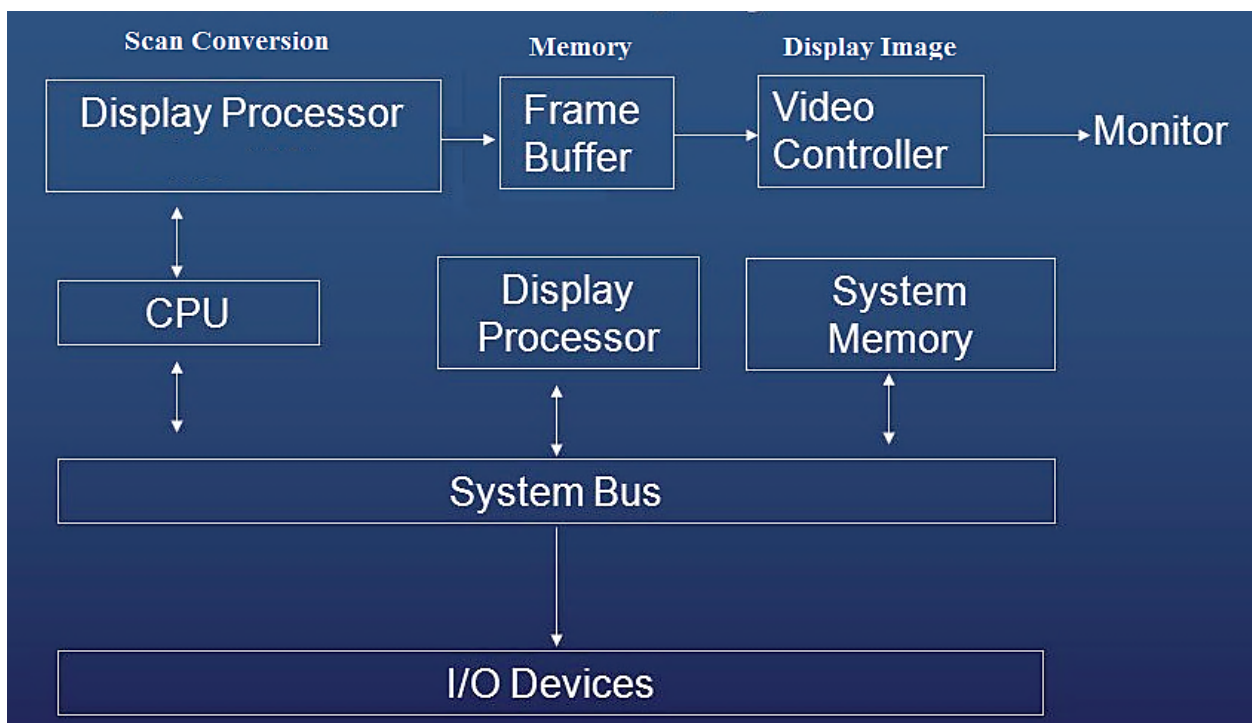 Scan Conversion
Memory
Display Image
Display Processor
Frame
Buffer
Video
Controller
Monitor
CPU
Display
Processor
System
Memory
System Bus
I/O Devices